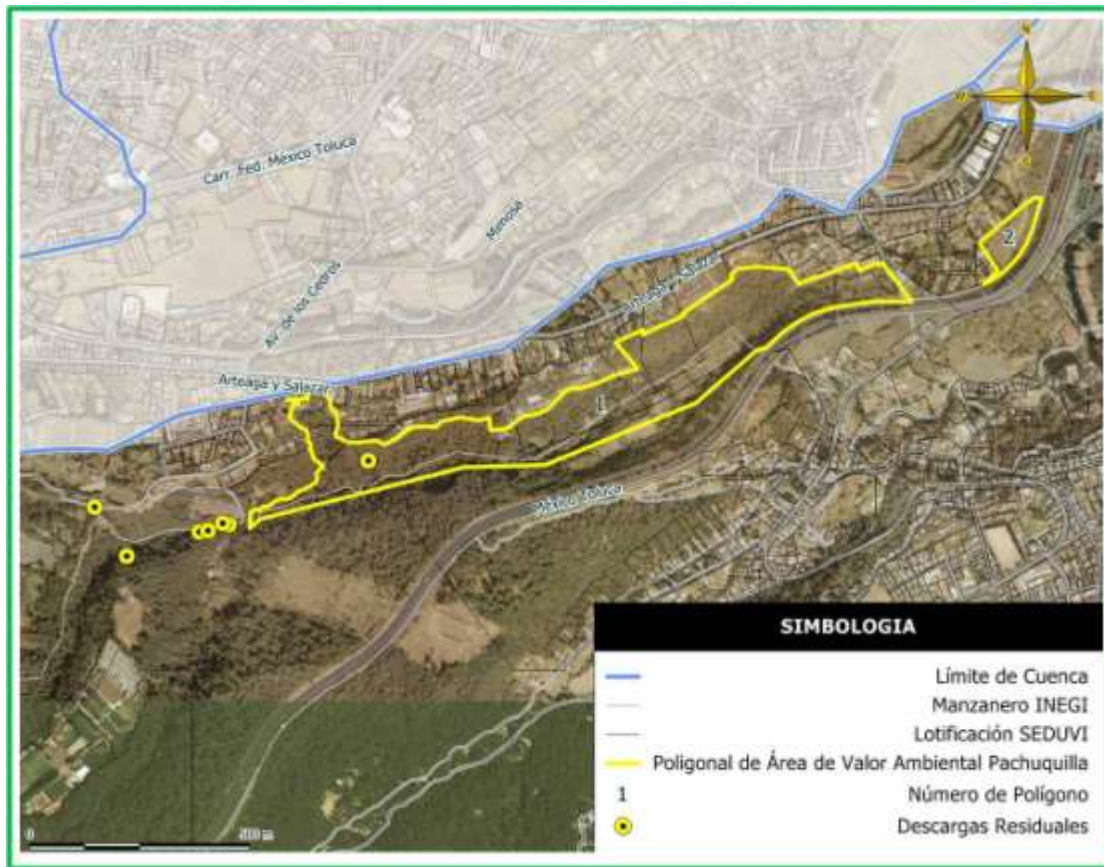 N
W
E
Carr. Fed. México Toluca
Mimosa
2
Av. de los Cedros
Arteaga y Salazar
Arteaga y Salazar
1
México Toluca
SIMBOLOGIA
Límite de Cuenca
Manzanero INEGI
Lotificación SEDUVI
Poligonal de Área de Valor Ambiental Pachuquilla
1 Número de Polígono
Descargas Residuales
0 500 m